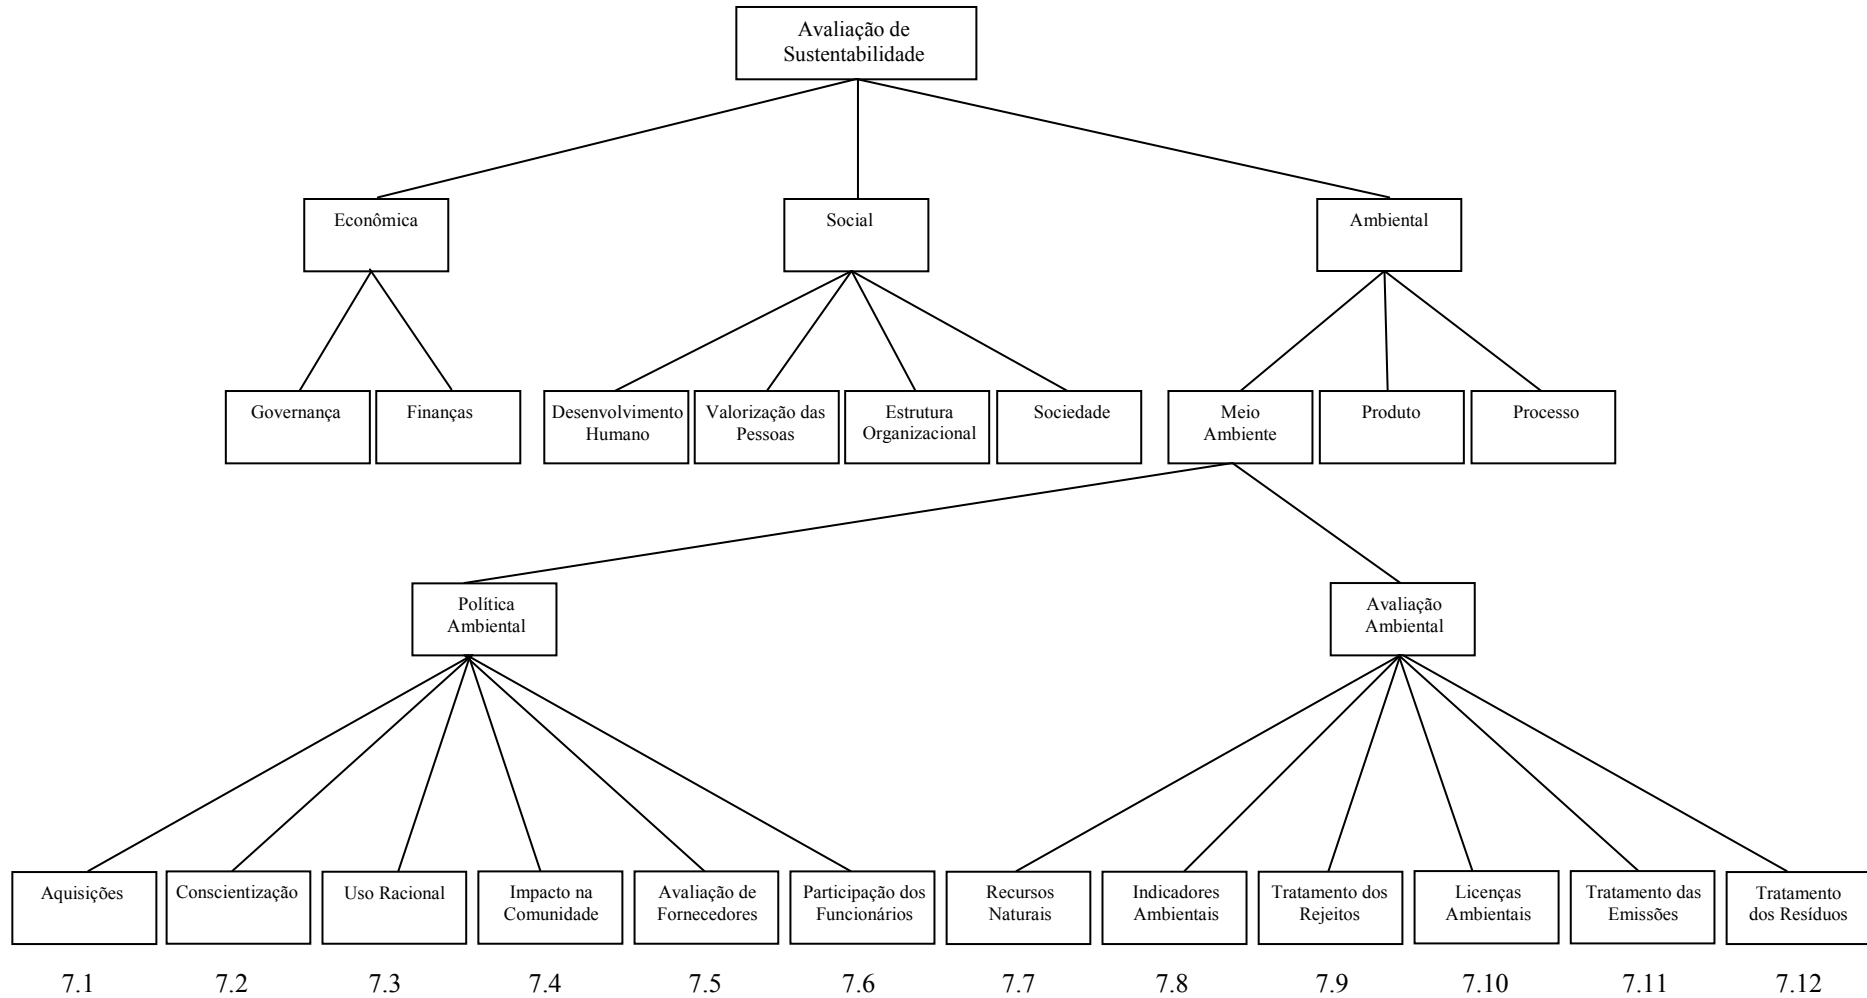 Avaliação de
Sustentabilidade
Econômica
Social
Ambiental
Governança
Finanças
Desenvolvimento
Humano
Valorização das
Pessoas
Estrutura
Organizacional
Sociedade
Meio
Ambiente
Produto
Processo
Política
Ambiental
Avaliação
Ambiental
Aquisições
Conscientização
Uso Racional
Impacto na
Comunidade
Avaliação de
Fornecedores
Participação dos
Funcionários
Recursos
Naturais
Indicadores
Ambientais
Tratamento dos
Rejeitos
Licenças
Ambientais
Tratamento das
Emissões
Tratamento
dos Resíduos
7.1 7.2 7.3 7.4 7.5 7.6 7.7 7.8 7.9 7.10 7.11 7.12